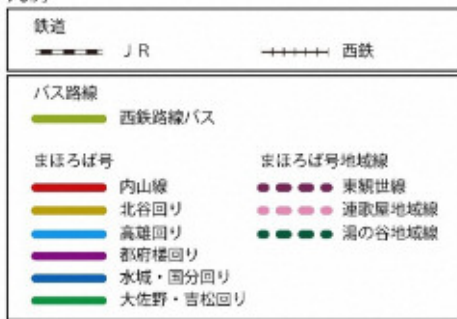 鉄道
ＪＲ 西鉄
バス路線
西鉄路線バス
まほろば号 まほろば号地域線
内山線 東観世線
北谷回り 連歌屋地域線
高雄回り 湯の谷地域線
都府楼回り
水城・国分回り
大佐野・吉松回り